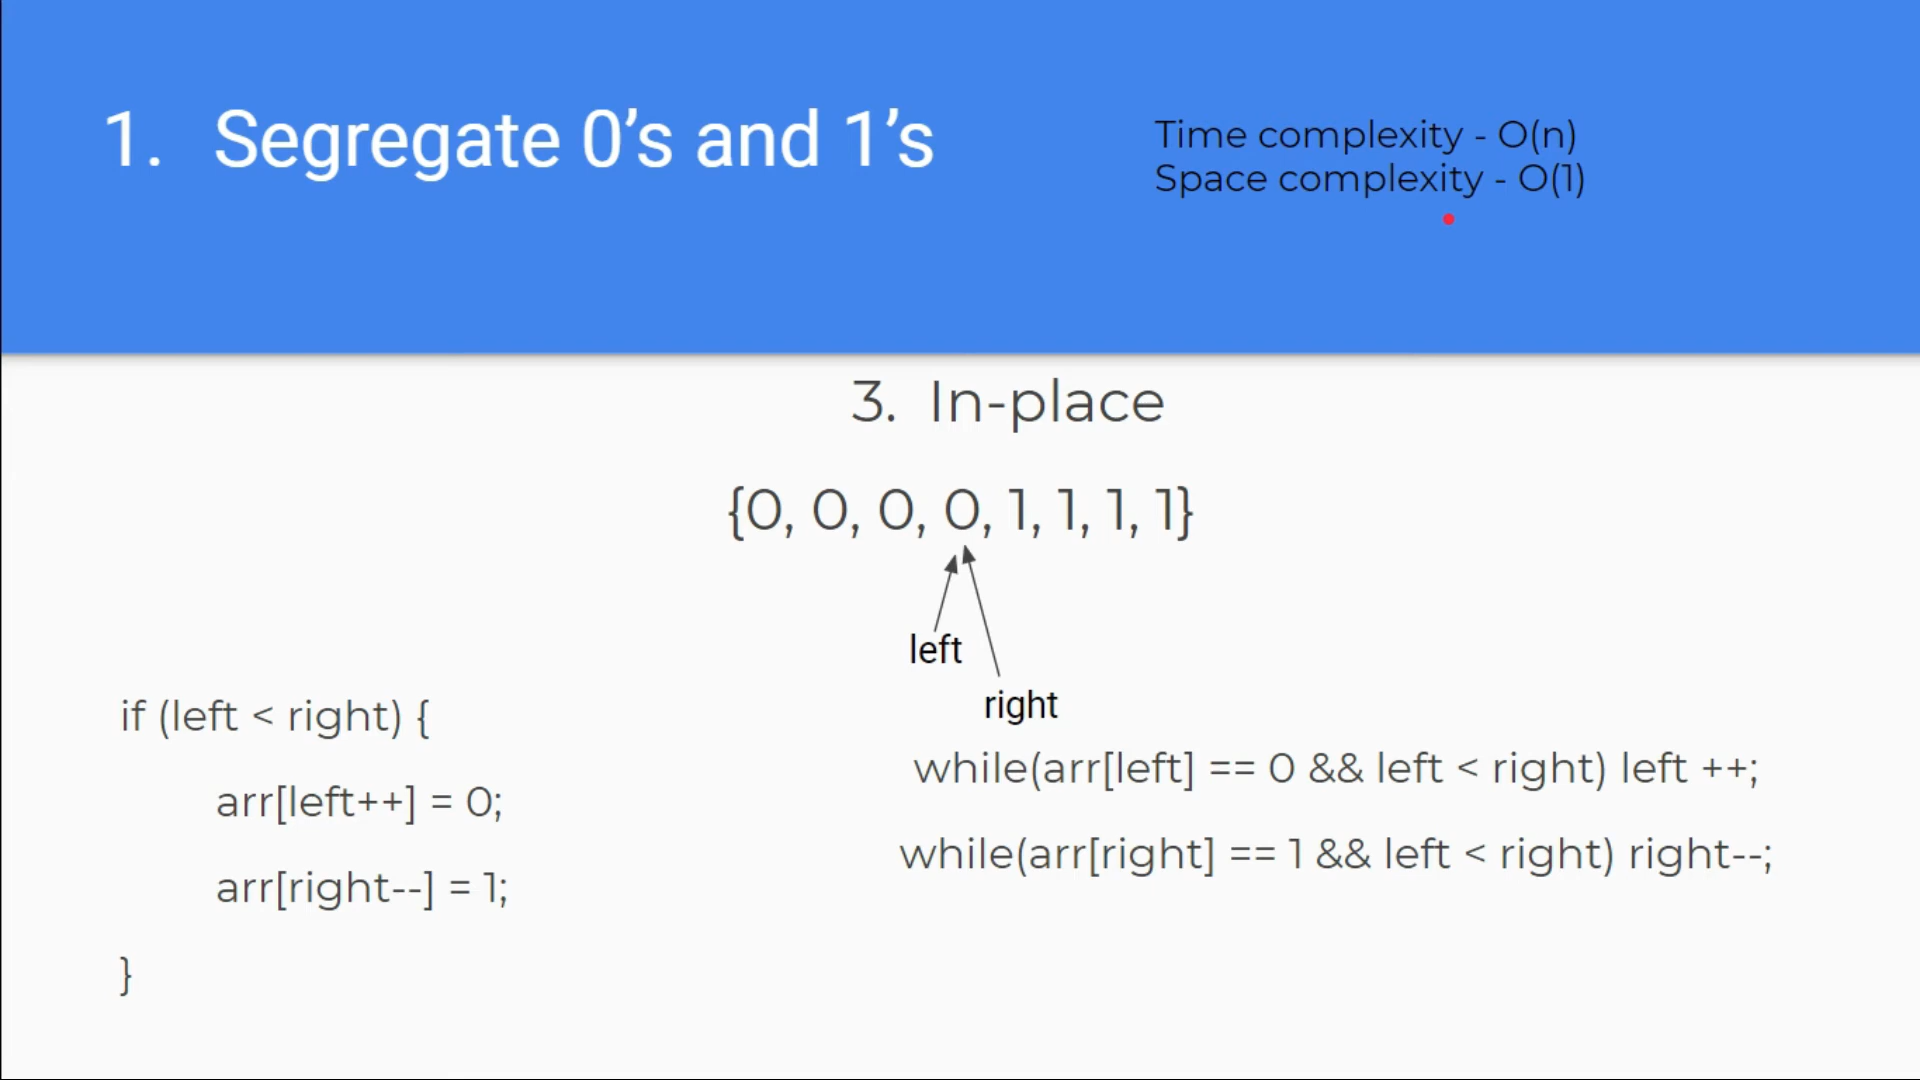 1. Segregate 0’s and 1’s
Time complexity - O(n)
Space complexity - O(1)
3. In-place
{0, 0, 0, 0, 1, 1, 1, 1}
left
right
if (left < right) {
arr[left++] = 0;
arr[right--] = 1;
}
while(arr[left] == 0 && left < right) left ++;
while(arr[right] == 1 && left < right) right--;